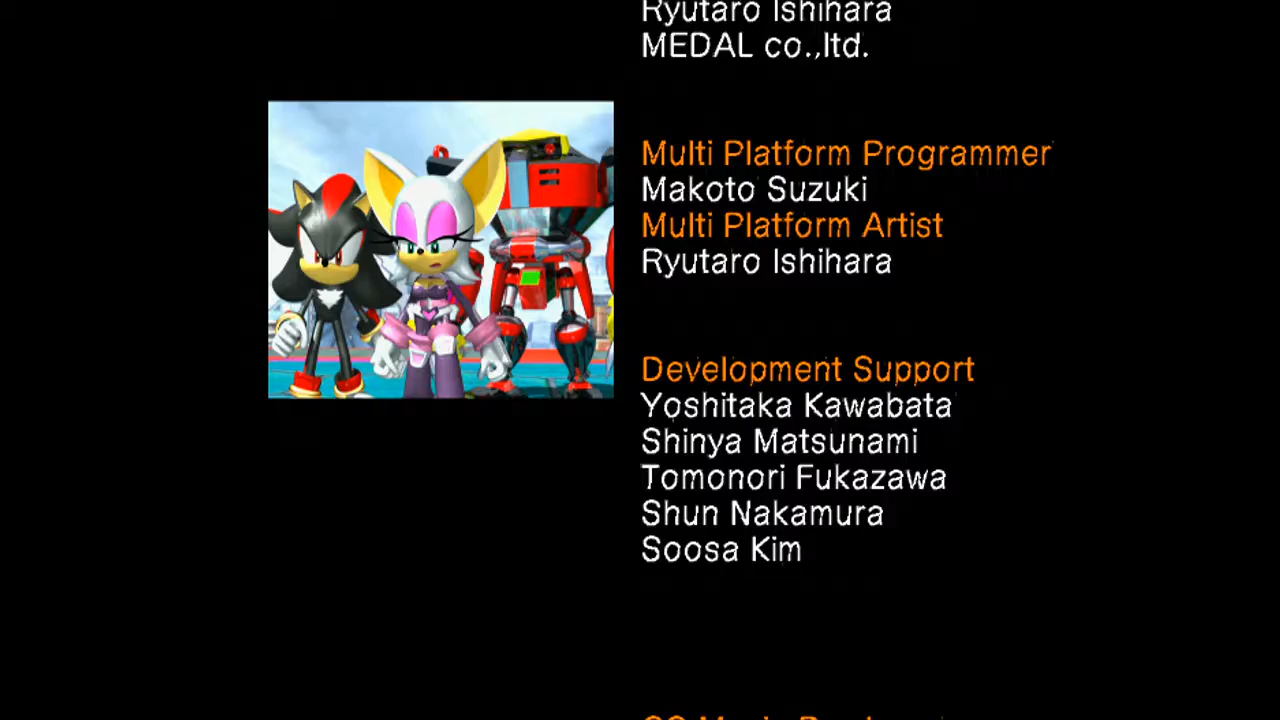 Ryutaro Ishihara
MEDAL co.,ltd.
Multi Platform Programmer
Makoto Suzuki
Multi Platform Artist
Ryutaro Ishihara
Development Support
Yoshitaka Kawabata
Shinya Matsunami
Tomonori Fukazawa
Shun Nakamura
Soosa Kim